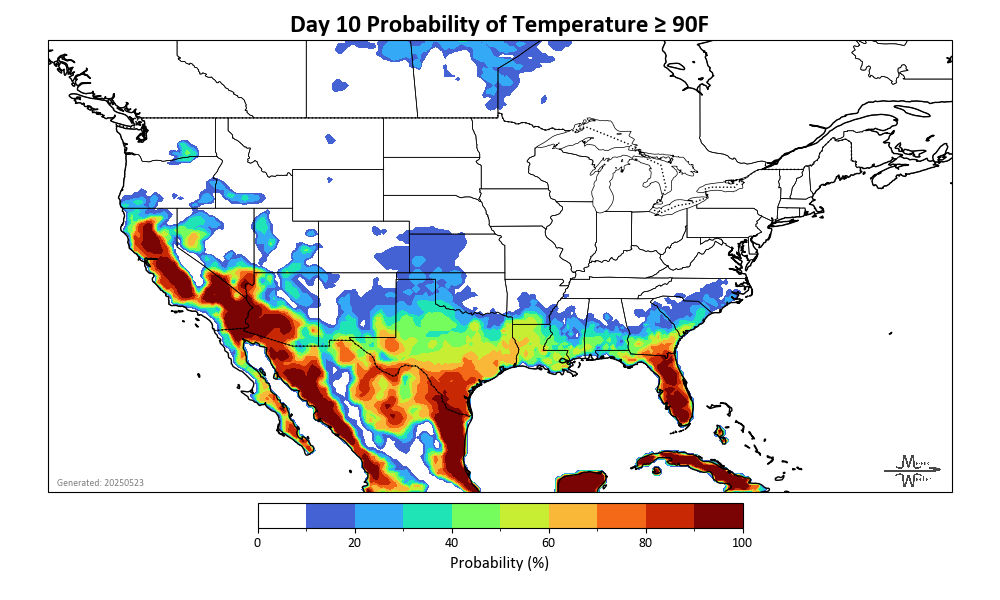 Day 10 Probability of Temperature ≥ 90F
Generated: 20250523
0 20 40 60 80 100
Probability (%)